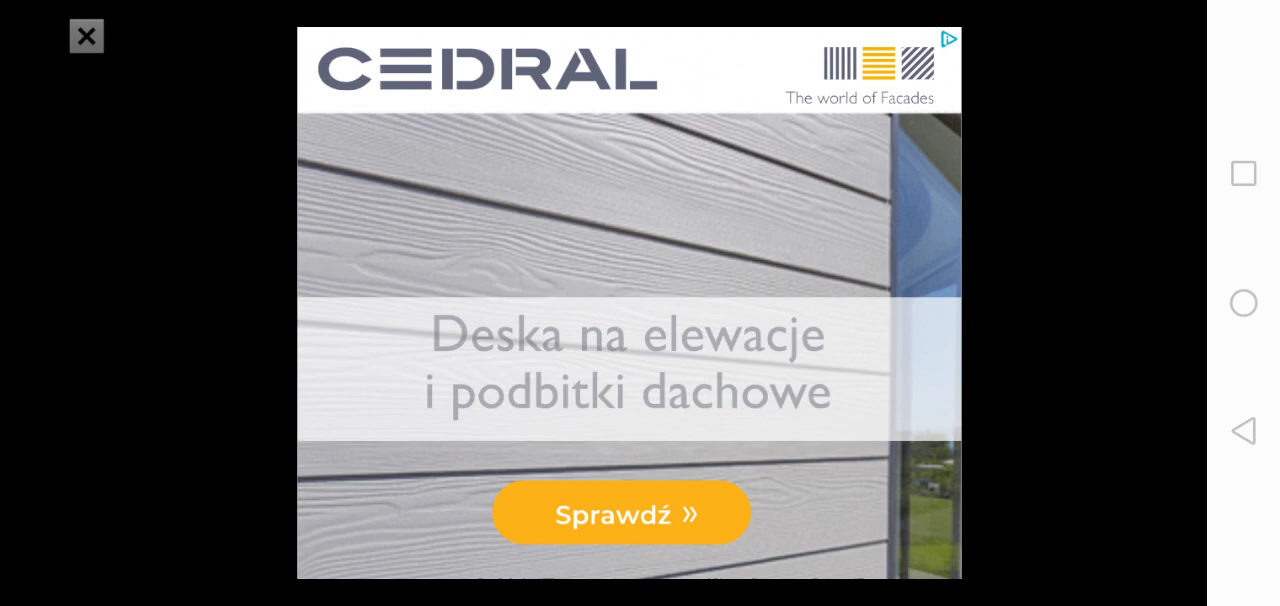 CEDRAL
The world of Facades
Deska na elewacje
i podbitki dachowe
Sprawdź »